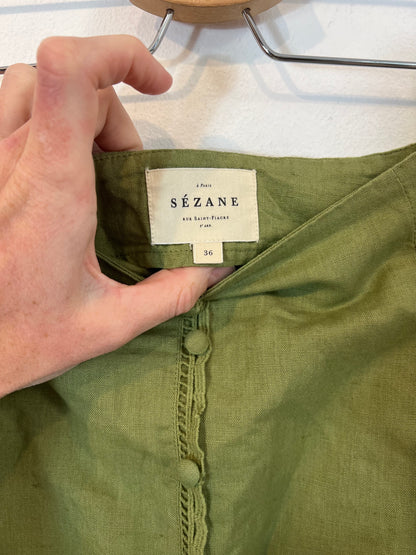 à Paris
SÉZANE
rue Saint-Fiacre
2e arr.
36